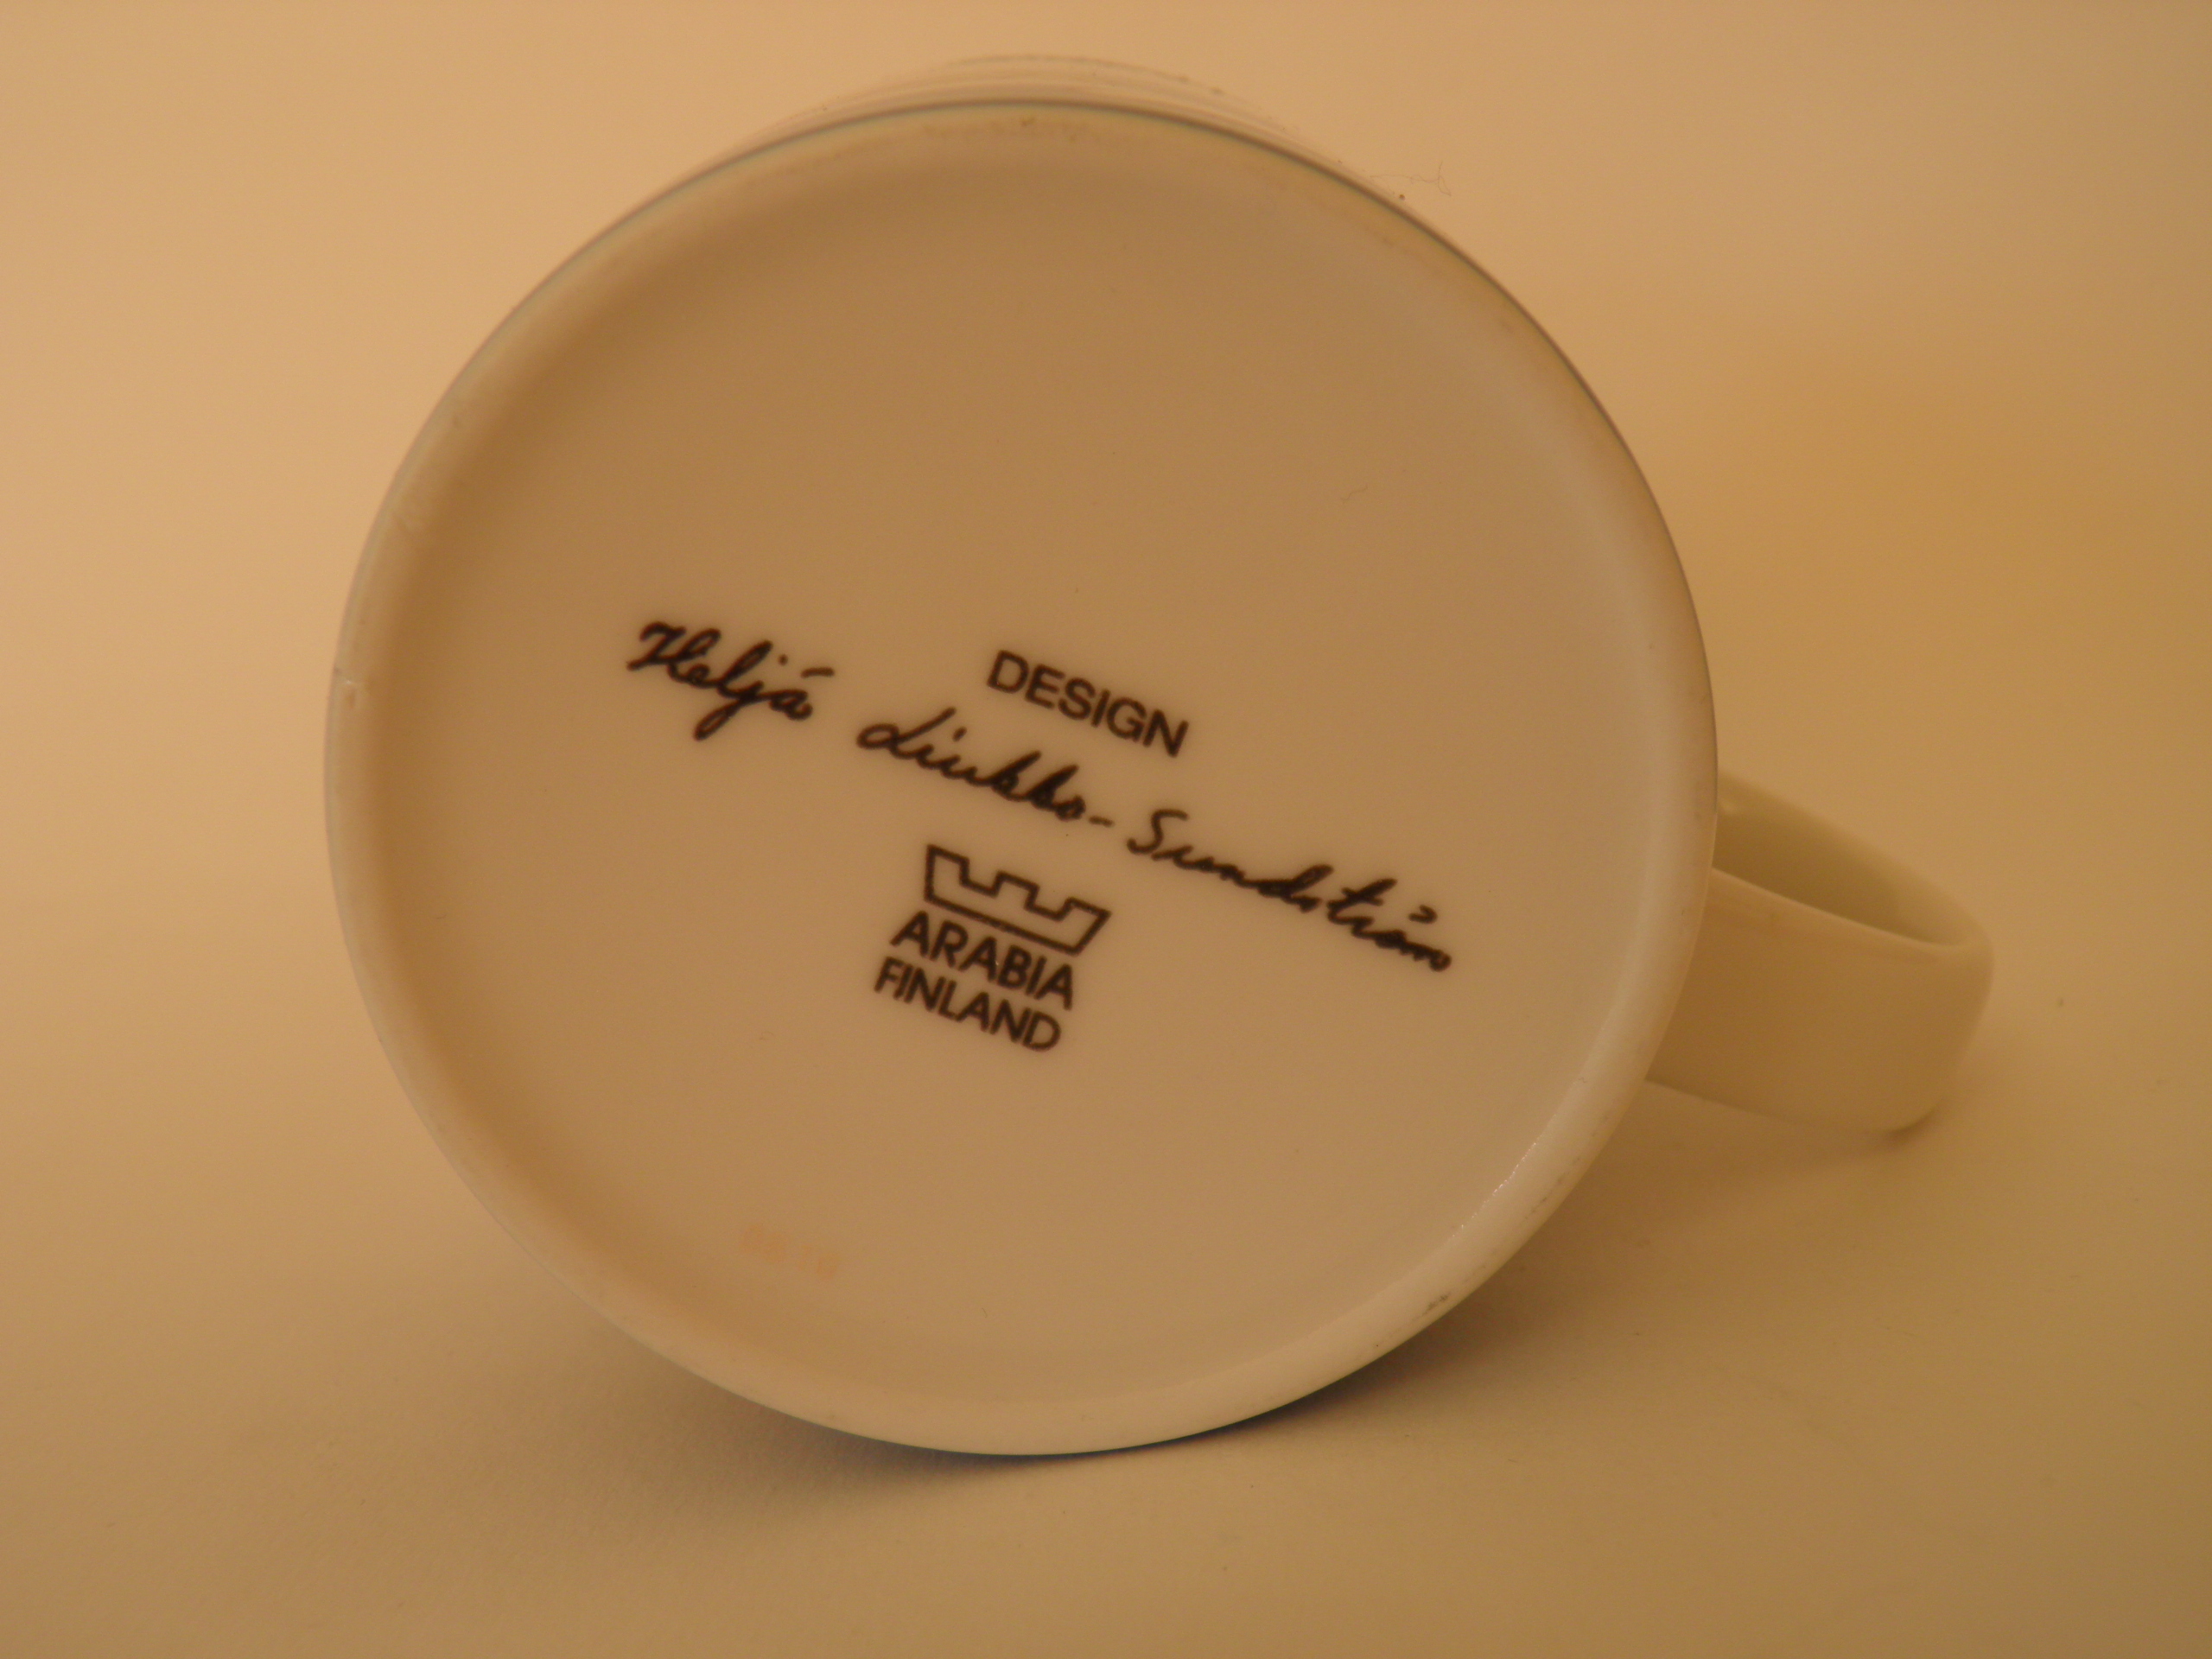 DESIGN
Heljä Liukko-Sundström
ARABIA
FINLAND